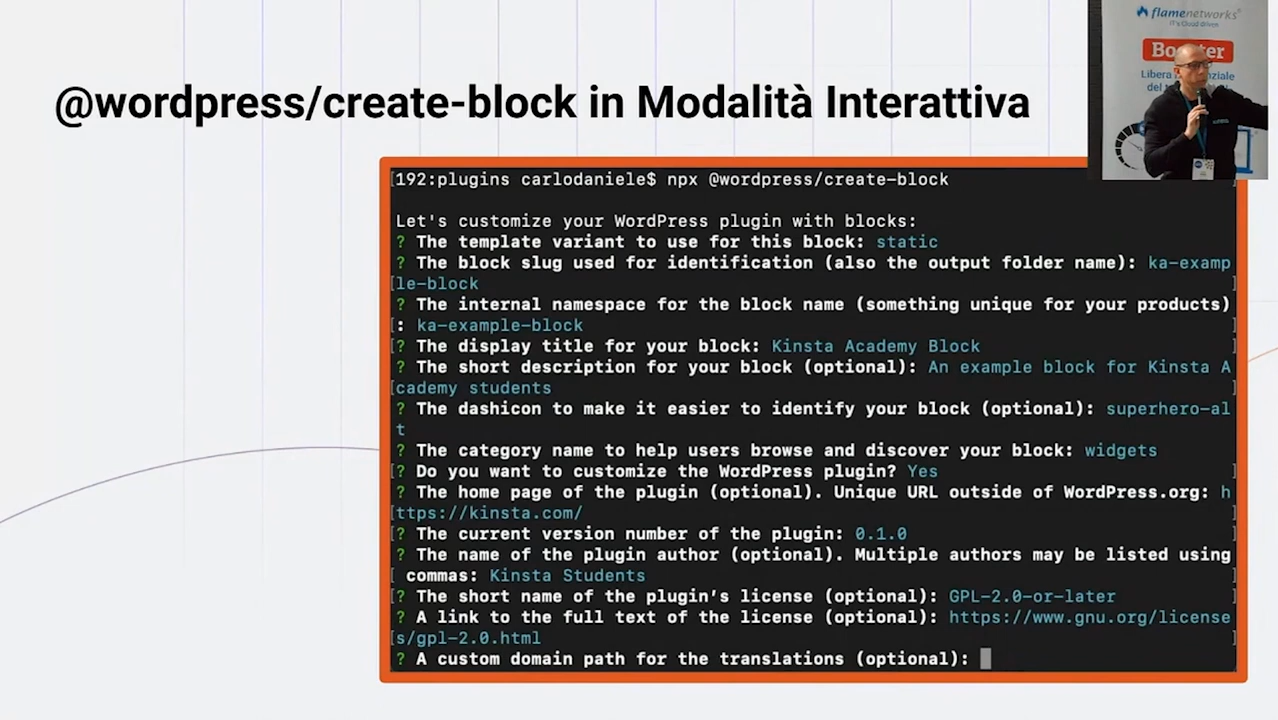 flamenetworks®
IT's Cloud driven
Libera
@wordpress/create-block in Modalità Interattiva
[192:plugins carlodaniele$ npx @wordpress/create-block ]
Let's customize your WordPress plugin with blocks:
? The template variant to use for this block: static
? The block slug used for identification (also the output folder name): ka-examp
[le-block ]
? The internal namespace for the block name (something unique for your products)
[: ka-example-block ]
[? The display title for your block: Kinsta Academy Block ]
? The short description for your block (optional): An example block for Kinsta A
[cademy students ]
? The dashicon to make it easier to identify your block (optional): superhero-al
t
? The category name to help users browse and discover your block: widgets
[? Do you want to customize the WordPress plugin? Yes ]
? The home page of the plugin (optional). Unique URL outside of WordPress.org: h
[ttps://kinsta.com/ ]
[? The current version number of the plugin: 0.1.0 ]
? The name of the plugin author (optional). Multiple authors may be listed using
[ commas: Kinsta Students ]
[? The short name of the plugin's license (optional): GPL-2.0-or-later ]
? A link to the full text of the license (optional): https://www.gnu.org/license
[s/gpl-2.0.html ]
? A custom domain path for the translations (optional):